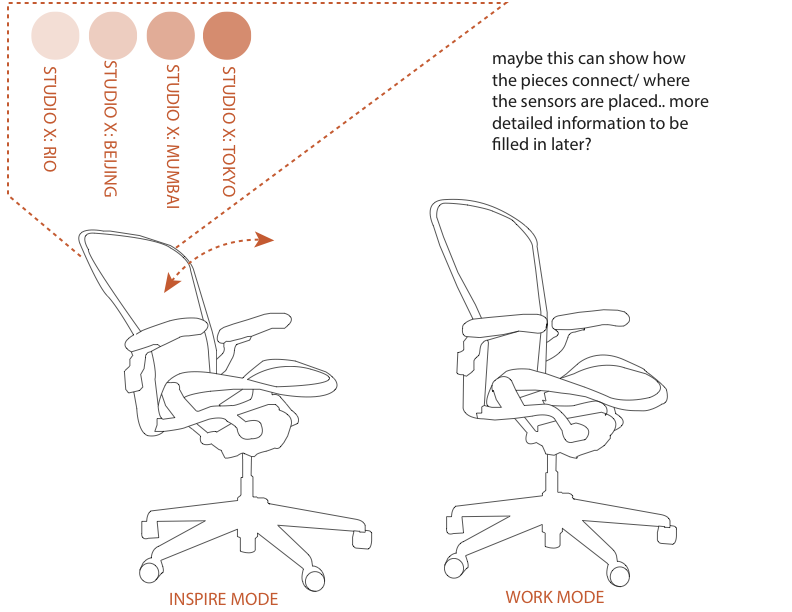 STUDIO X: RIO
STUDIO X: BEIJING
STUDIO X: MUMBAI
STUDIO X: TOKYO
maybe this can show how
the pieces connect/ where
the sensors are placed.. more
detailed information to be
filled in later?
INSPIRE MODE
WORK MODE